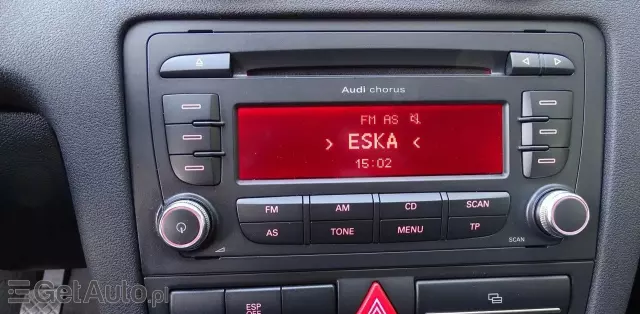 Audi chorus
FM AS
> ESKA <
15:02
FM AM CD SCAN
AS TONE MENU TP
SCAN
ESP
OFF
GetAuto.pl